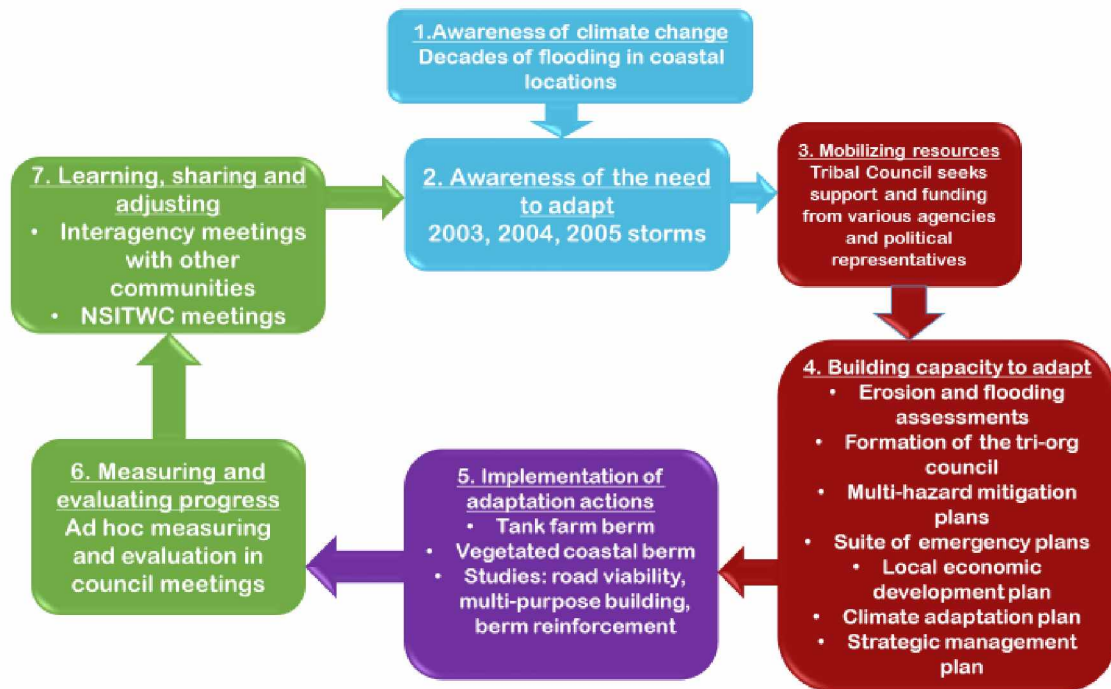 1.Awareness of climate change
Decades of flooding in coastal
locations
2. Awareness of the need
to adapt
2003, 2004, 2005 storms
3. Mobilizing resources
Tribal Council seeks
support and funding
from various agencies
and political
representatives
4. Building capacity to adapt
• Erosion and flooding
assessments
• Formation of the tri-org
council
• Multi-hazard mitigation
plans
• Suite of emergency plans
• Local economic
development plan
• Climate adaptation plan
• Strategic management
plan
5. Implementation of
adaptation actions
• Tank farm berm
• Vegetated coastal berm
• Studies: road viability,
multi-purpose building,
berm reinforcement
6. Measuring and
evaluating progress
Ad hoc measuring
and evaluation in
council meetings
7. Learning, sharing and
adjusting
• Interagency meetings
with other
communities
• NSITWC meetings